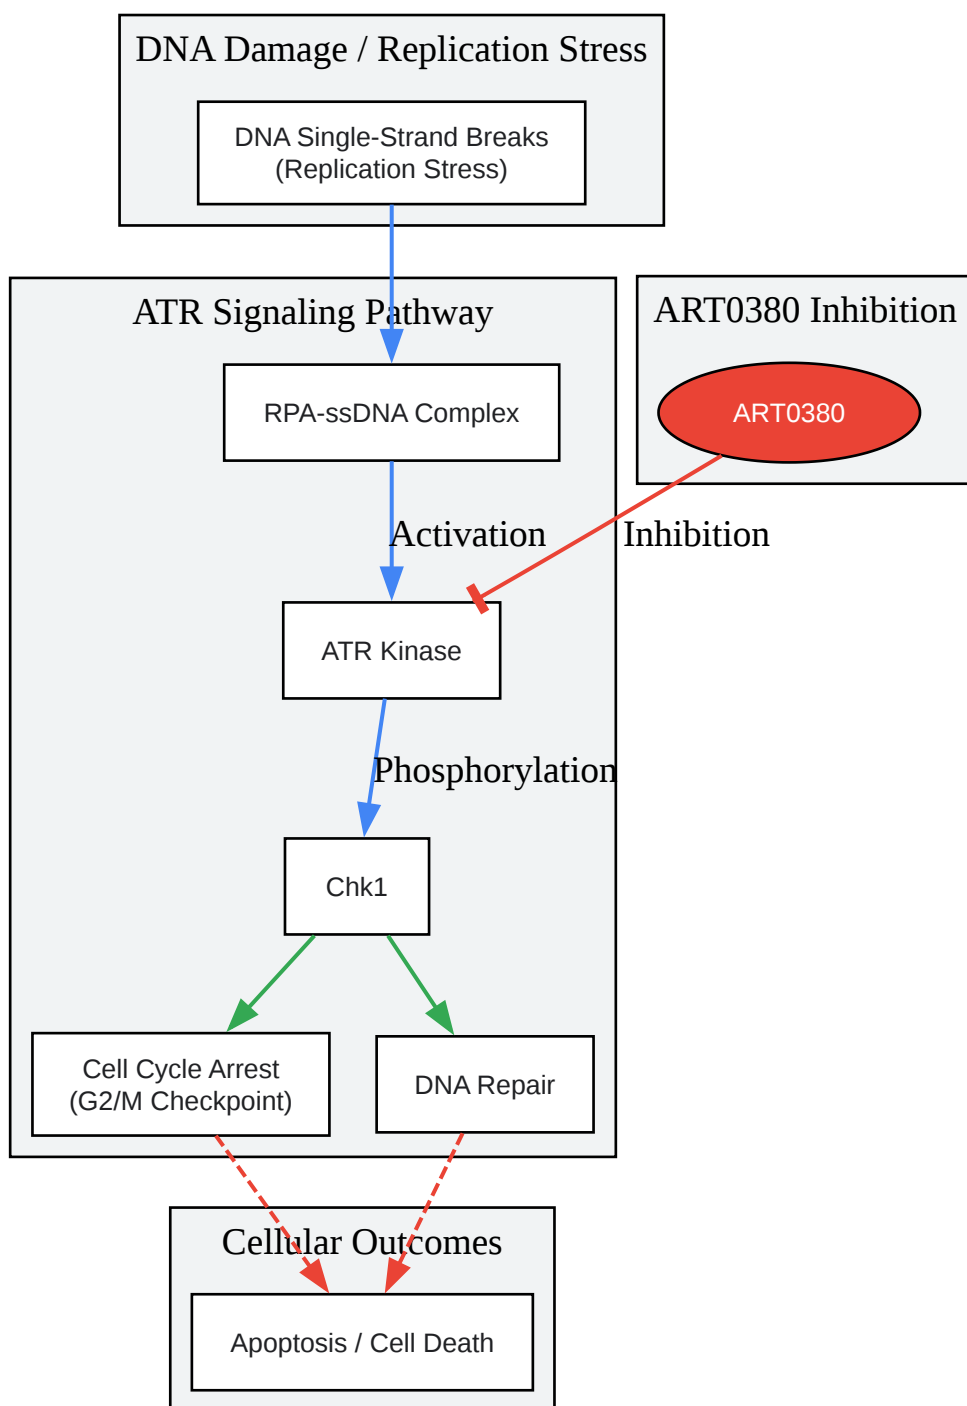 DNA Damage / Replication Stress
DNA Single-Strand Breaks
(Replication Stress)
ATR Signaling Pathway
ART0380 Inhibition
RPA-ssDNA Complex
ART0380
Activation
Inhibition
ATR Kinase
Phosphorylation
Chk1
Cell Cycle Arrest
(G2/M Checkpoint)
DNA Repair
Cellular Outcomes
Apoptosis / Cell Death